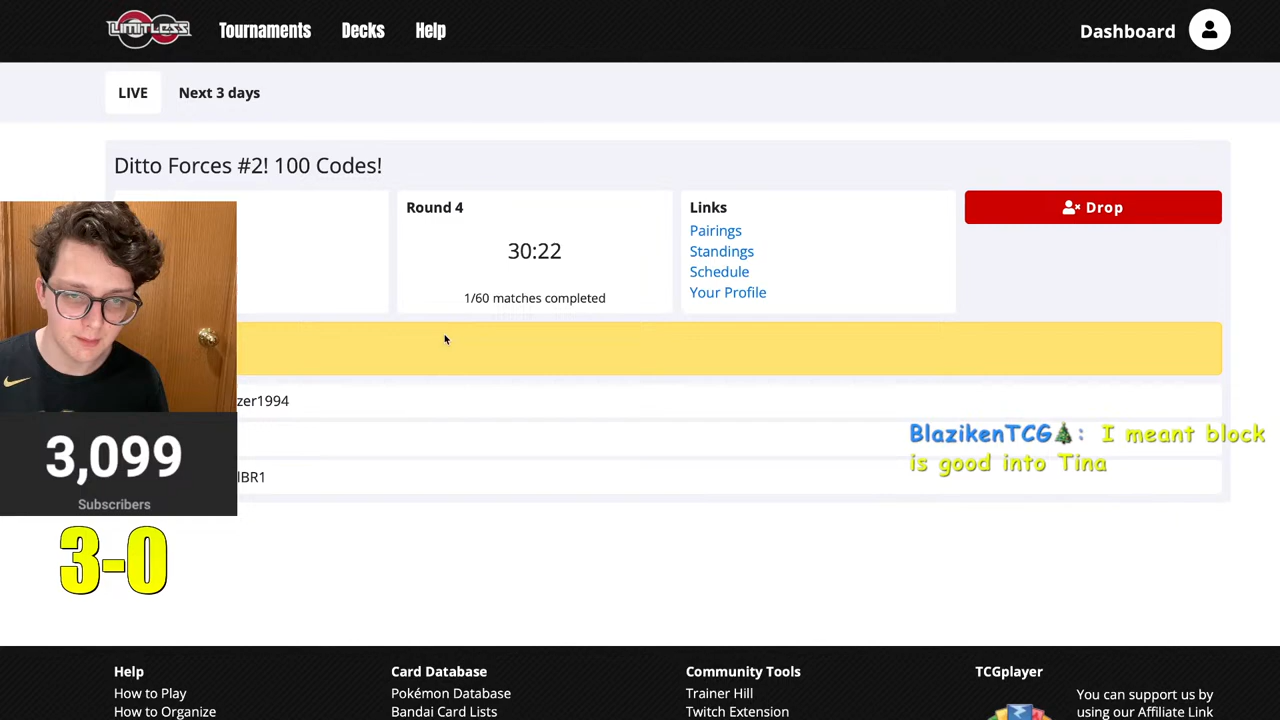 LIMITLESS Tournaments Decks Help Dashboard
LIVE Next 3 days
Ditto Forces #2! 100 Codes!
Round 4
30:22
1/60 matches completed
Links
Pairings
Standings
Schedule
Your Profile
Drop
zer1994
lBR1
BlazikenTCG🎄: I meant block
is good into Tina
3,099
Subscribers
3-0
Help
How to Play
How to Organize
Card Database
Pokémon Database
Bandai Card Lists
Community Tools
Trainer Hill
Twitch Extension
TCGplayer
You can support us by
using our Affiliate Link